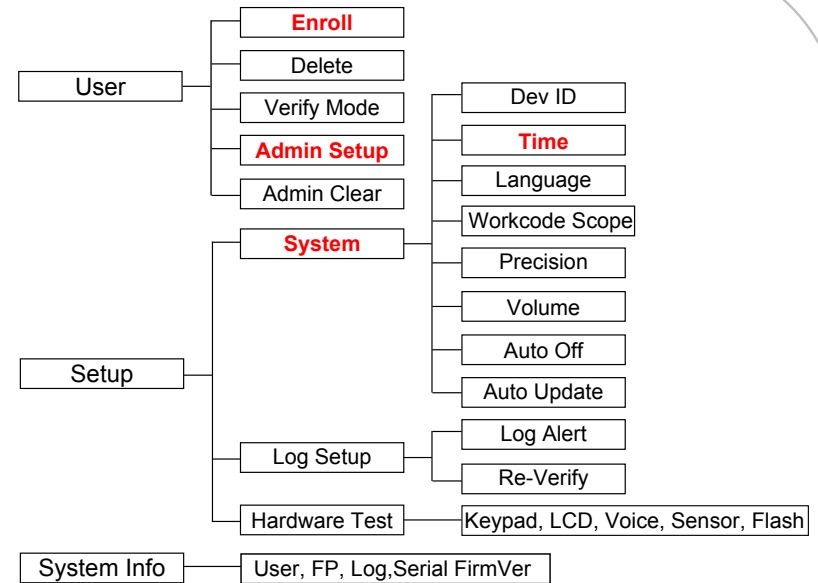 User
Enroll
Delete
Verify Mode
Admin Setup
Admin Clear
Setup
System
Dev ID
Time
Language
Workcode Scope
Precision
Volume
Auto Off
Auto Update
Log Setup
Log Alert
Re-Verify
Hardware Test
Keypad, LCD, Voice, Sensor, Flash
System Info
User, FP, Log,Serial FirmVer